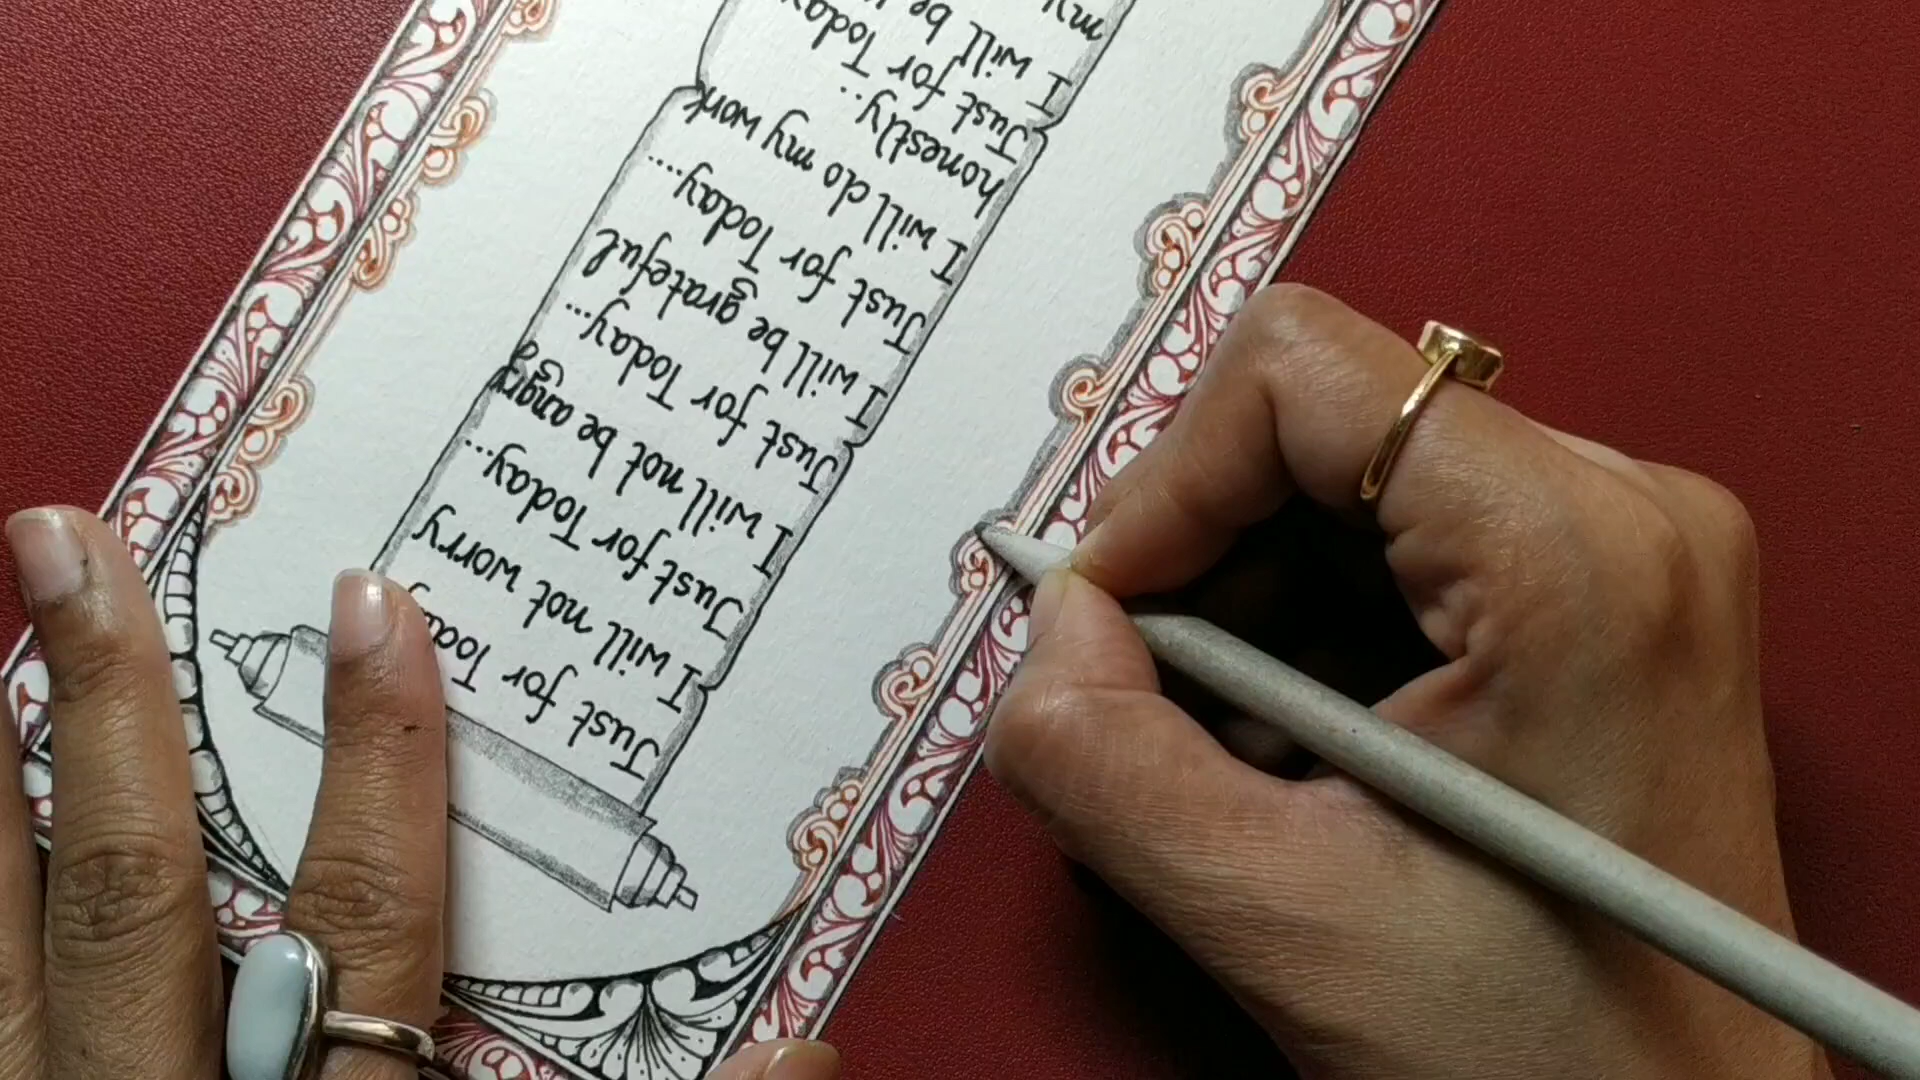 Just for Today
I will not worry
Just for Today...
I will not be angry
Just for Today...
I will be grateful
Just for Today....
I will do my work
honestly..
Just for Today
I will be
my